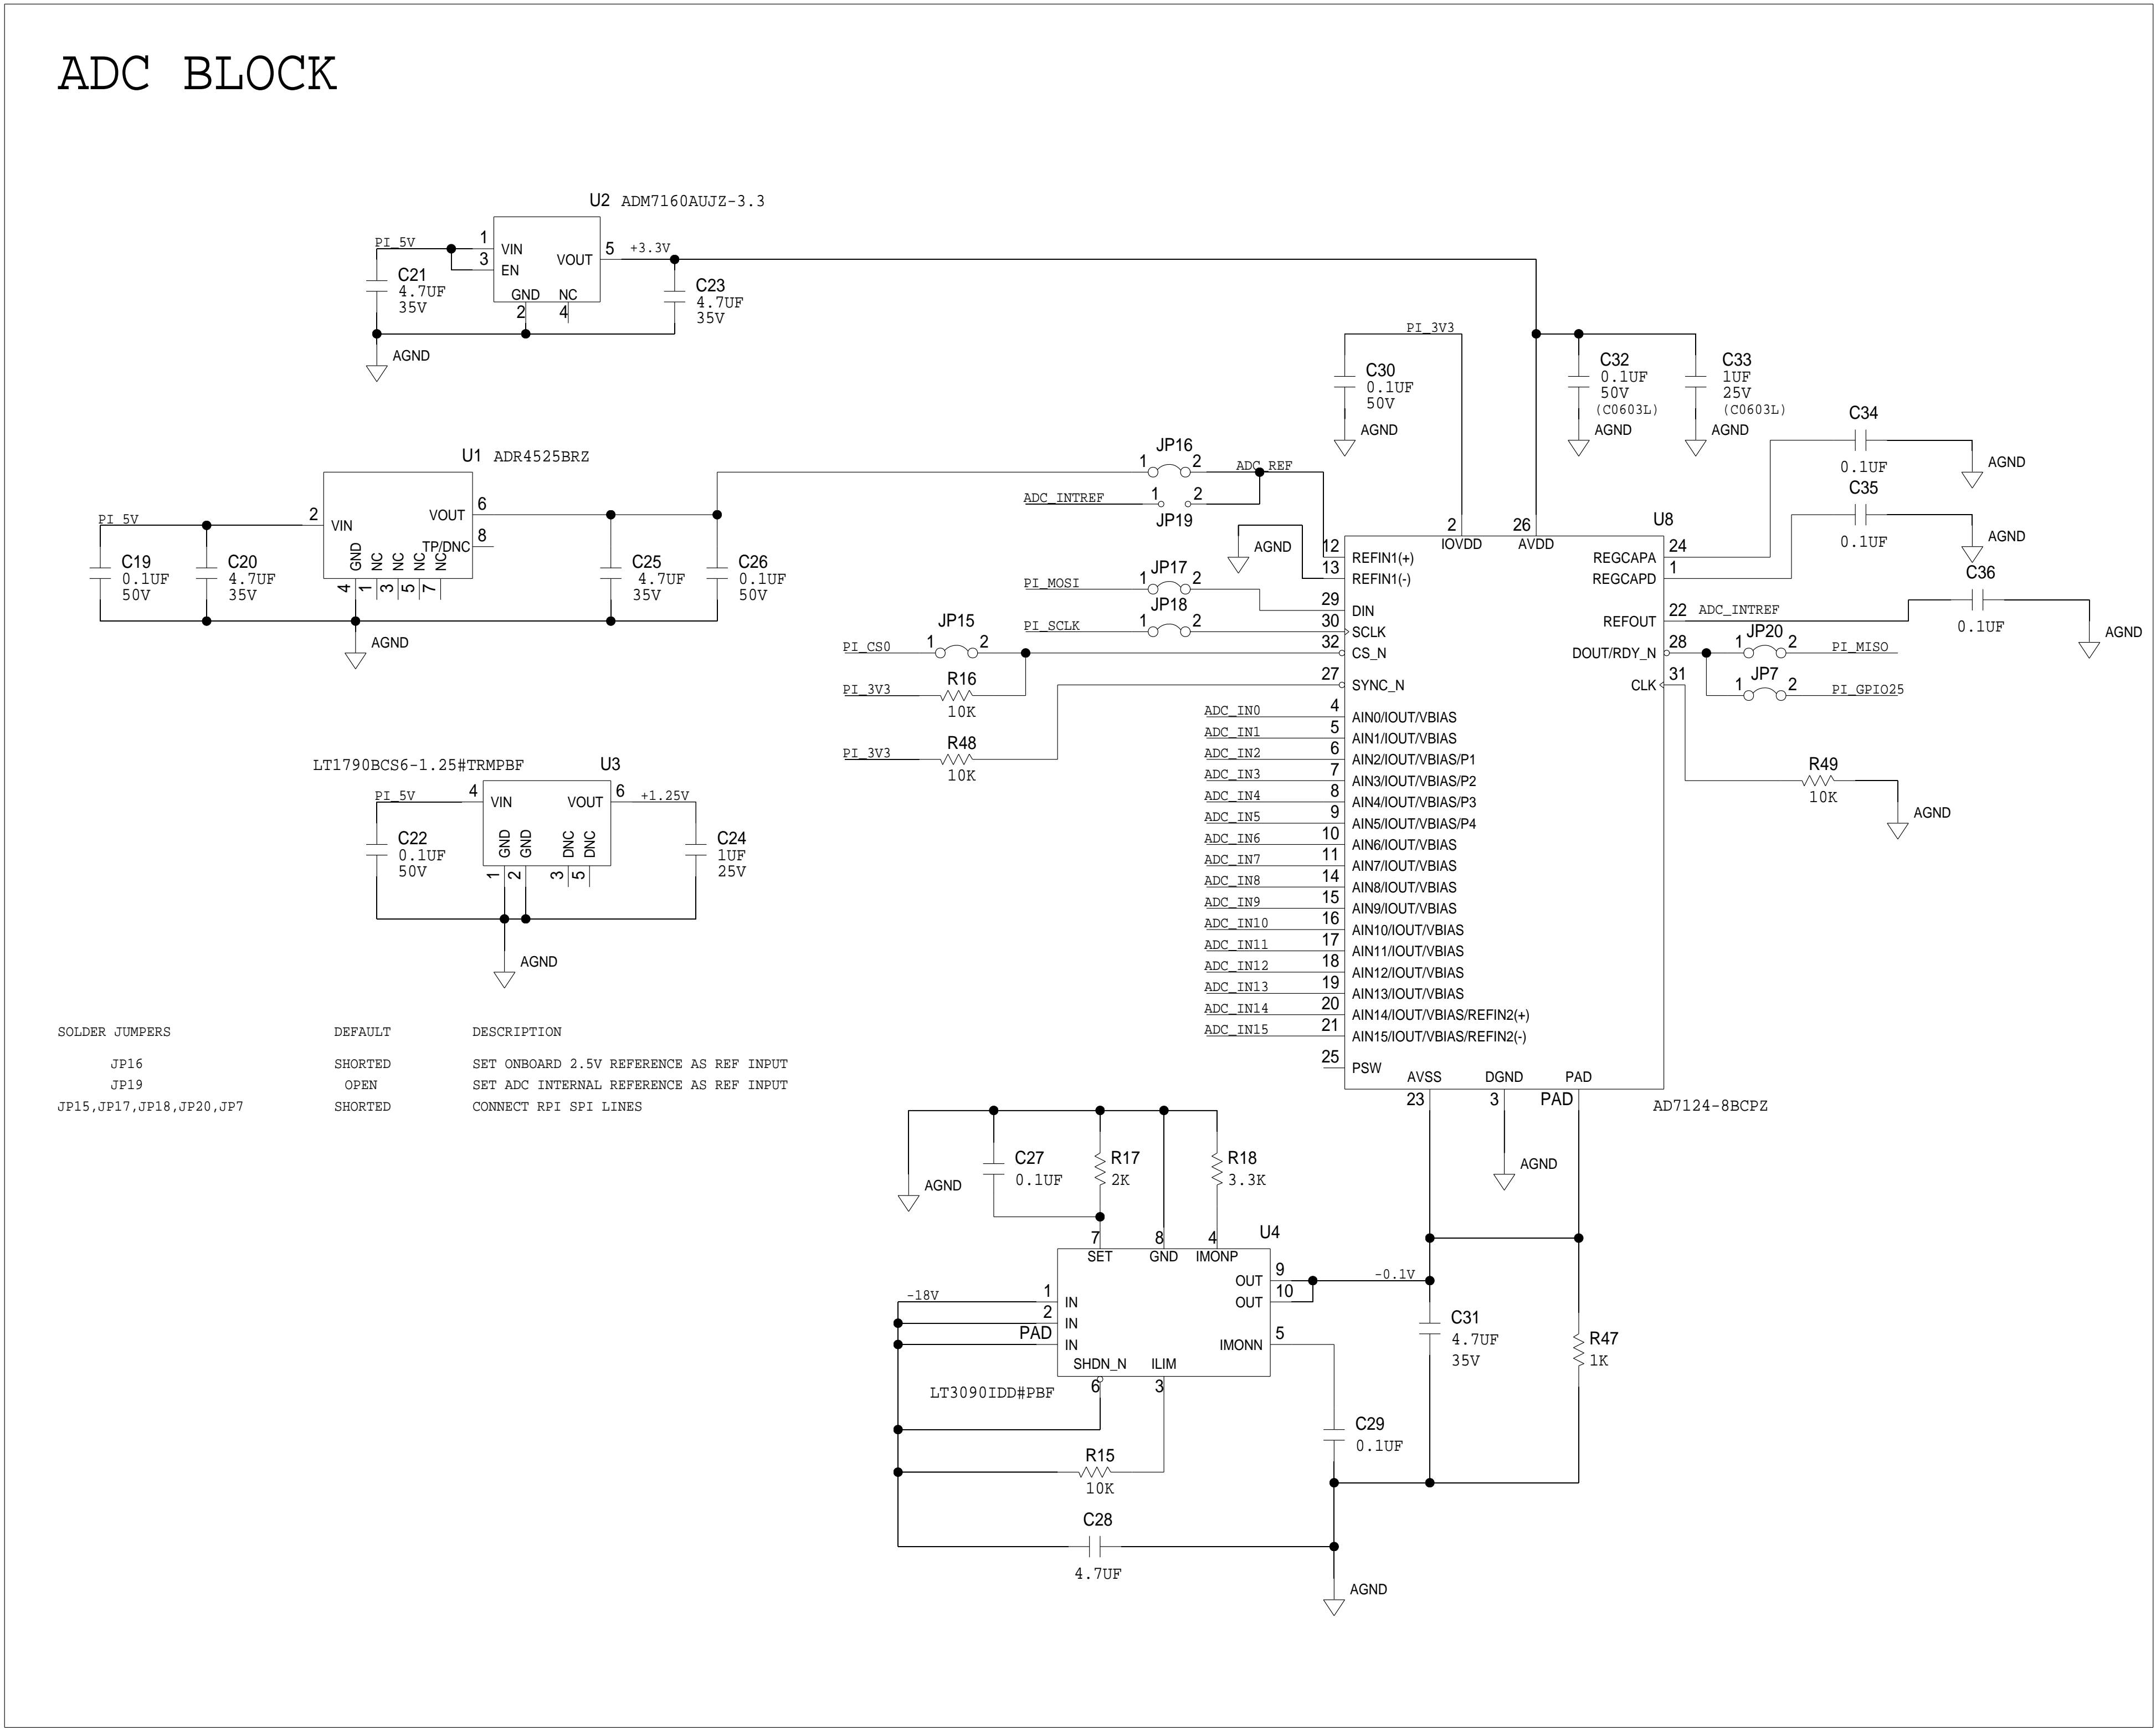 ADC BLOCK
U2 ADM7160AUJZ-3.3
PI_5V
1
VIN
3
EN
VOUT
5
+3.3V
GND
NC
2
4
C21
4.7UF
35V
C23
4.7UF
35V
AGND
PI_3V3
C30
0.1UF
50V
AGND
C32
0.1UF
50V
(C0603L)
AGND
C33
1UF
25V
(C0603L)
AGND
C34
0.1UF
AGND
C35
0.1UF
AGND
U1 ADR4525BRZ
PI_5V
2
VIN
VOUT
6
TP/DNC
8
GND
NC
NC
NC
NC
4
1
3
5
7
C19
0.1UF
50V
C20
4.7UF
35V
C25
4.7UF
35V
C26
0.1UF
50V
AGND
JP16
1
2
ADC_REF
ADC_INTREF
1
2
JP19
AGND
PI_MOSI
1
JP17
2
PI_SCLK
1
JP18
2
PI_CS0
1
JP15
2
PI_3V3
R16
10K
PI_3V3
R48
10K
U8
2
IOVDD
26
AVDD
12
REFIN1(+)
13
REFIN1(-)
29
DIN
30
SCLK
32
CS_N
27
SYNC_N
ADC_IN0 4 AIN0/IOUT/VBIAS
ADC_IN1 5 AIN1/IOUT/VBIAS
ADC_IN2 6 AIN2/IOUT/VBIAS/P1
ADC_IN3 7 AIN3/IOUT/VBIAS/P2
ADC_IN4 8 AIN4/IOUT/VBIAS/P3
ADC_IN5 9 AIN5/IOUT/VBIAS/P4
ADC_IN6 10 AIN6/IOUT/VBIAS
ADC_IN7 11 AIN7/IOUT/VBIAS
ADC_IN8 14 AIN8/IOUT/VBIAS
ADC_IN9 15 AIN9/IOUT/VBIAS
ADC_IN10 16 AIN10/IOUT/VBIAS
ADC_IN11 17 AIN11/IOUT/VBIAS
ADC_IN12 18 AIN12/IOUT/VBIAS
ADC_IN13 19 AIN13/IOUT/VBIAS
ADC_IN14 20 AIN14/IOUT/VBIAS/REFIN2(+)
ADC_IN15 21 AIN15/IOUT/VBIAS/REFIN2(-)
25 PSW
AVSS
DGND
PAD
23
3
PAD
AD7124-8BCPZ
AGND
REGCAPA 24
REGCAPD 1
REFOUT 22 ADC_INTREF
C36
0.1UF
AGND
DOUT/RDY_N 28
1
JP20
2
PI_MISO
1
JP7
2
PI_GPIO25
CLK 31
R49
10K
AGND
LT1790BCS6-1.25#TRMPBF
U3
PI_5V
4
VIN
VOUT
6
+1.25V
GND
GND
DNC
DNC
1
2
3
5
C22
0.1UF
50V
C24
1UF
25V
AGND
SOLDER JUMPERS DEFAULT DESCRIPTION
JP16 SHORTED SET ONBOARD 2.5V REFERENCE AS REF INPUT
JP19 OPEN SET ADC INTERNAL REFERENCE AS REF INPUT
JP15,JP17,JP18,JP20,JP7 SHORTED CONNECT RPI SPI LINES
AGND
C27
0.1UF
R17
2K
R18
3.3K
U4
7
SET
8
GND
4
IMONP
-18V
1
IN
2
IN
PAD
IN
OUT
9
OUT
10
-0.1V
IMONN
5
SHDN_N
6
ILIM
3
LT3090IDD#PBF
R15
10K
C28
4.7UF
C29
0.1UF
C31
4.7UF
35V
R47
1K
AGND